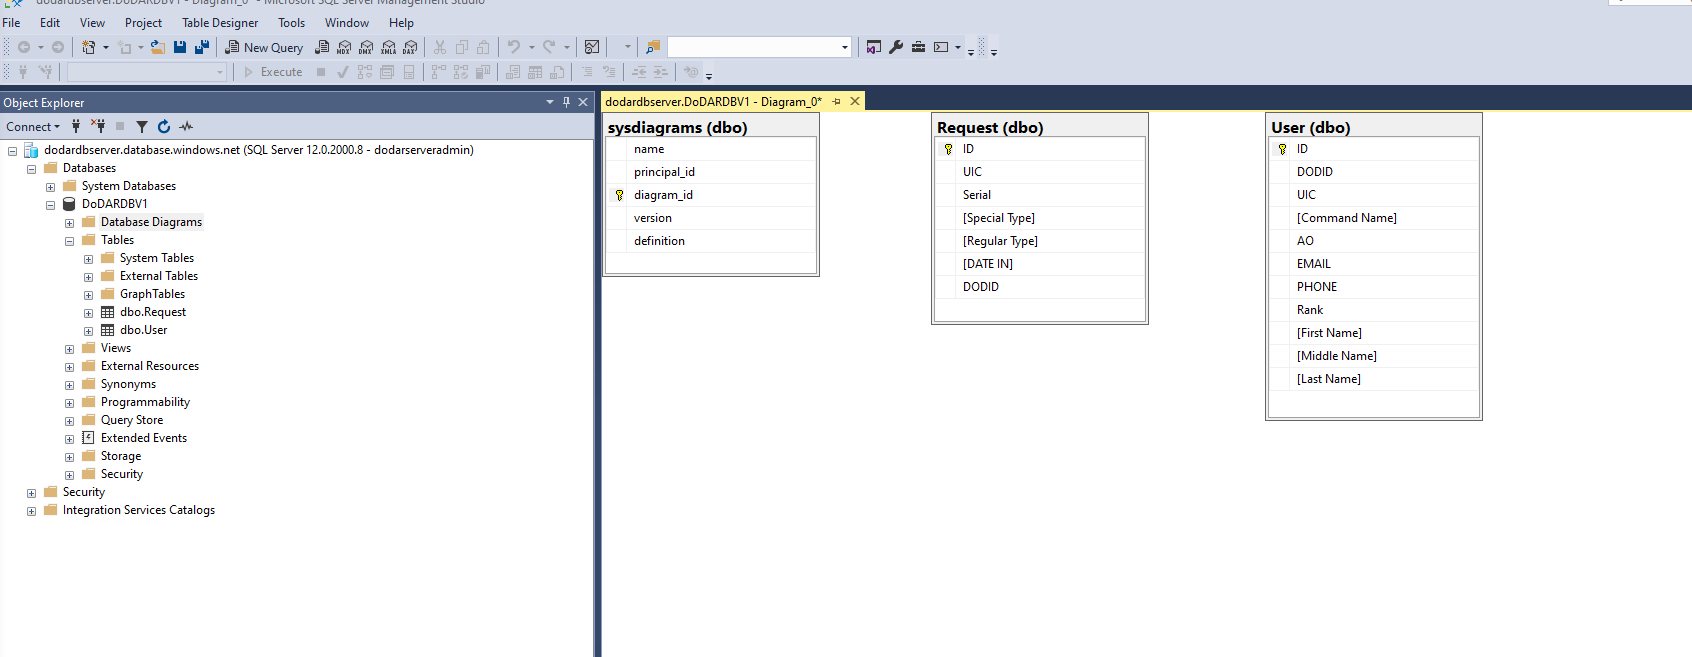 dodardbserver.DoDARDBV1 - Diagram_0* - Microsoft SQL Server Management Studio
File Edit View Project Table Designer Tools Window Help
New Query MDX DMX XMLA DAX
Execute
Object Explorer
Connect
dodardbserver.database.windows.net (SQL Server 12.0.2000.8 - dodarserveradmin)
Databases
System Databases
DoDARDBV1
Database Diagrams
Tables
System Tables
External Tables
GraphTables
dbo.Request
dbo.User
Views
External Resources
Synonyms
Programmability
Query Store
Extended Events
Storage
Security
Security
Integration Services Catalogs
dodardbserver.DoDARDBV1 - Diagram_0*
sysdiagrams (dbo)
name
principal_id
diagram_id
version
definition
Request (dbo)
ID
UIC
Serial
[Special Type]
[Regular Type]
[DATE IN]
DODID
User (dbo)
ID
DODID
UIC
[Command Name]
AO
EMAIL
PHONE
Rank
[First Name]
[Middle Name]
[Last Name]